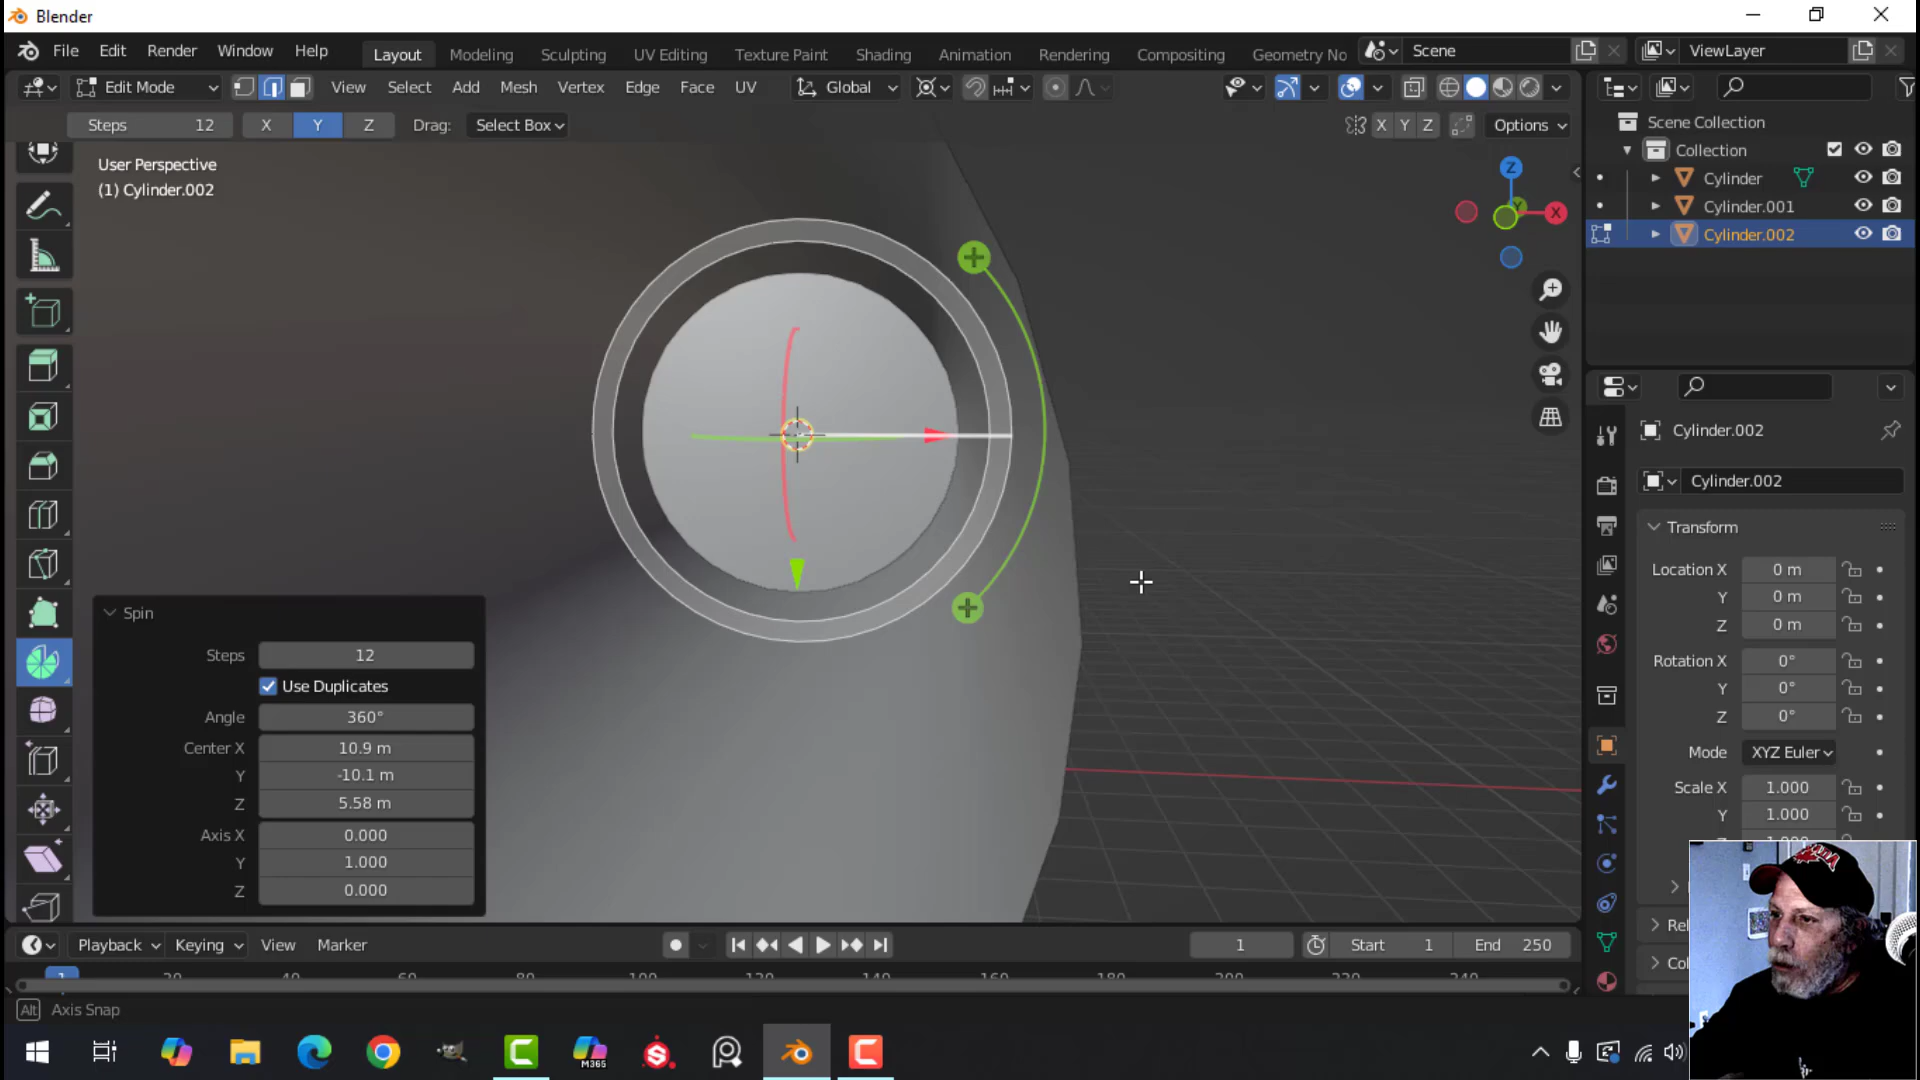 Blender
File Edit Render Window Help Layout Modeling Sculpting UV Editing Texture Paint Shading Animation Rendering Compositing Geometry No Scene ViewLayer
Edit Mode View Select Add Mesh Vertex Edge Face UV Global
Steps 12 X Y Z Drag: Select Box X Y Z Options
User Perspective
(1) Cylinder.002
Z
Y
X
Scene Collection
Collection
Cylinder
Cylinder.001
Cylinder.002
Cylinder.002
Cylinder.002
Transform
Location X 0 m
Y 0 m
Z 0 m
Rotation X 0°
Y 0°
Z 0°
Mode XYZ Euler
Scale X 1.000
Y 1.000
Spin
Steps 12
Use Duplicates
Angle 360°
Center X 10.9 m
Y -10.1 m
Z 5.58 m
Axis X 0.000
Y 1.000
Z 0.000
Playback Keying View Marker 1 Start 1 End 250
1
Alt Axis Snap
M365